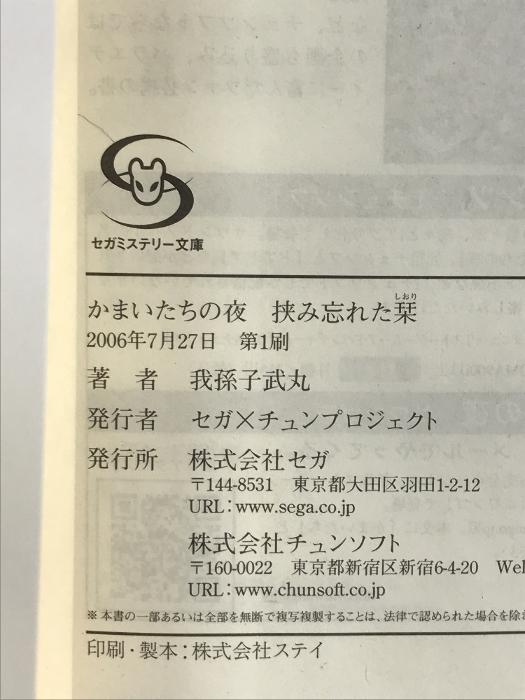 セガミステリー文庫
かまいたちの夜 挟み忘れた栞
しおり
2006年7月27日 第1刷
著者 我孫子武丸
発行者 セガ×チュンプロジェクト
発行所 株式会社セガ
〒144-8531 東京都大田区羽田1-2-12
URL:www.sega.co.jp
株式会社チュンソフト
〒160-0022 東京都新宿区新宿6-4-20 Wel
URL:www.chunsoft.co.jp
※本書の一部あるいは全部を無断で複写複製することは、法律で認められた場合を除き
印刷・製本:株式会社ステイ